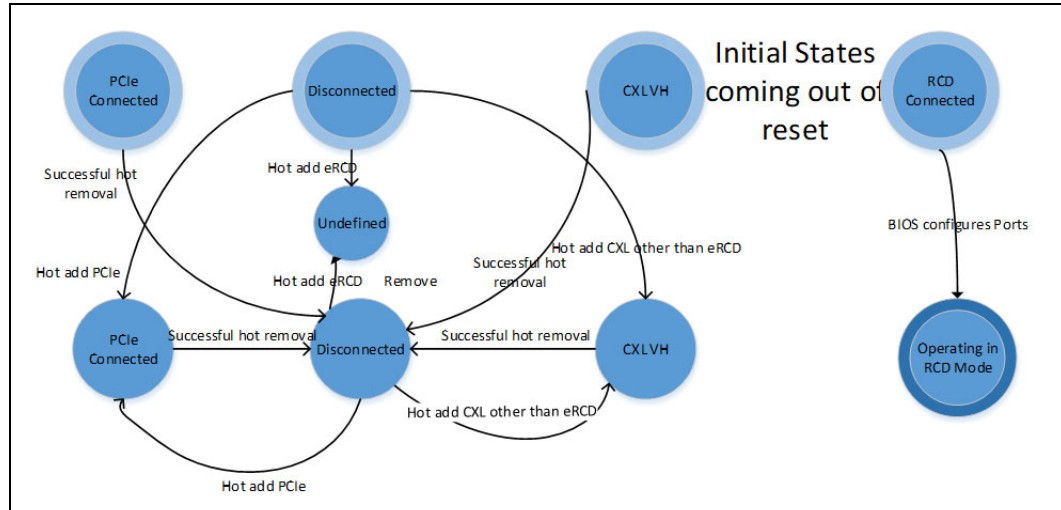 PCIe
Connected
Disconnected
CXLVH
Initial States
coming out of
reset
RCD
Connected
Successful hot
removal
Hot add eRCD
Undefined
BIOS configures Ports
Hot add PCIe
Hot add eRCD
Remove
Successful hot
removal
Hot add CXL other than eRCD
PCIe
Connected
Successful hot removal
Disconnected
Successful hot removal
CXLVH
Operating in
RCD Mode
Hot add CXL other than eRCD
Hot add PCIe